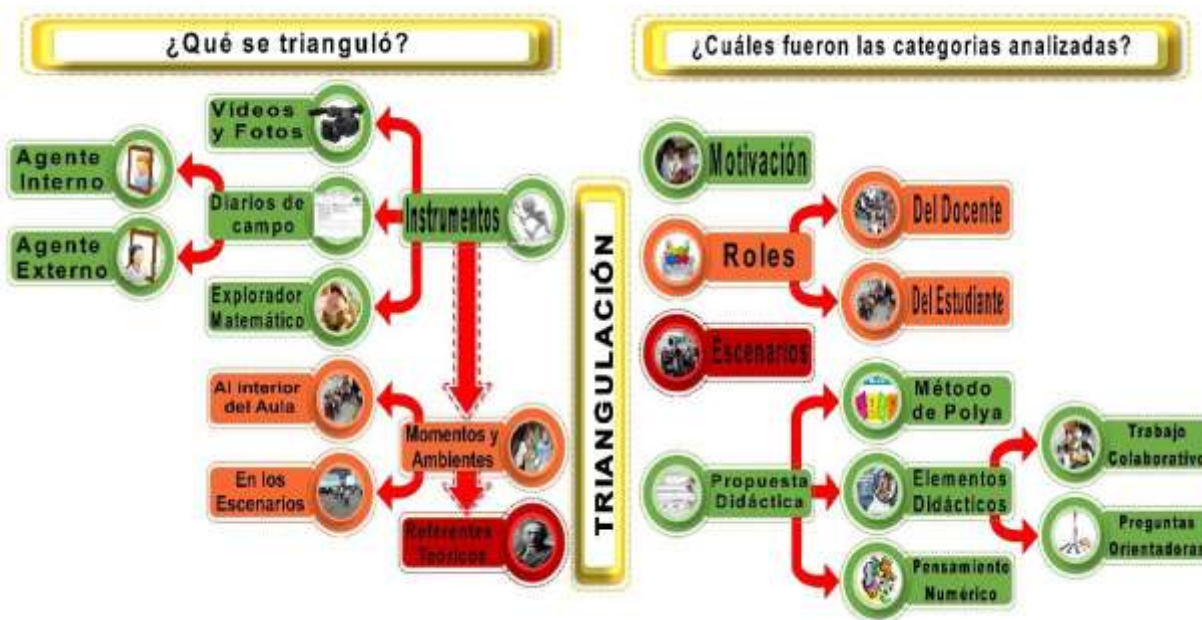 ¿Qué se trianguló?
Vídeos
y Fotos
Agente
Interno
Diarios de
campo
Instrumentos
Agente
Externo
Explorador
Matemático
Al interior
del Aula
Momentos y
Ambientes
En los
Escenarios
Referentes
Teóricos
TRIANGULACIÓN
¿Cuáles fueron las categorias analizadas?
Motivación
Del Docente
Roles
Del Estudiante
Escenarios
Método
de Polya
Trabajo
Colaborativo
Propuesta
Didáctica
Elementos
Didácticos
Preguntas
Orientadoras
Pensamiento
Numérico